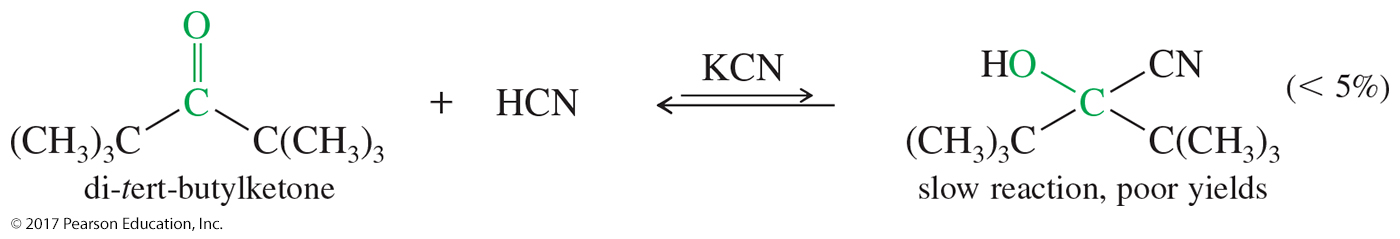 O
C
(CH₃)₃C C(CH₃)₃
di-tert-butylketone
+ HCN
KCN
HO CN
C
(CH₃)₃C C(CH₃)₃
(< 5%)
slow reaction, poor yields
© 2017 Pearson Education, Inc.